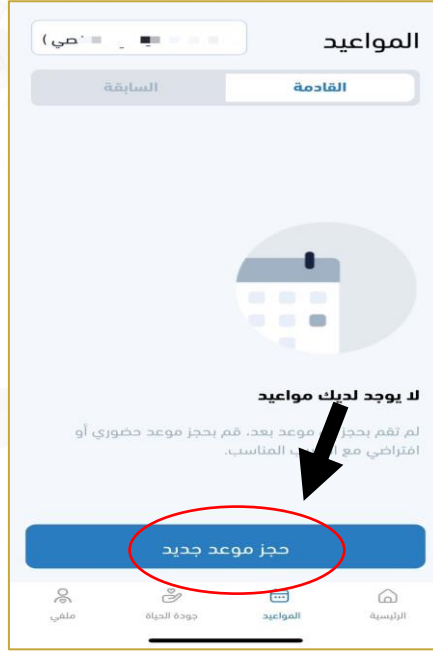 المواعيد
صي )
القادمة
السابقة
لا يوجد لديك مواعيد
لم تقم بحجز موعد بعد، قم بحجز موعد حضوري أو
افتراضي مع المناسب.
حجز موعد جديد
الرئيسية
المواعيد
جودة الحياة
ملفي